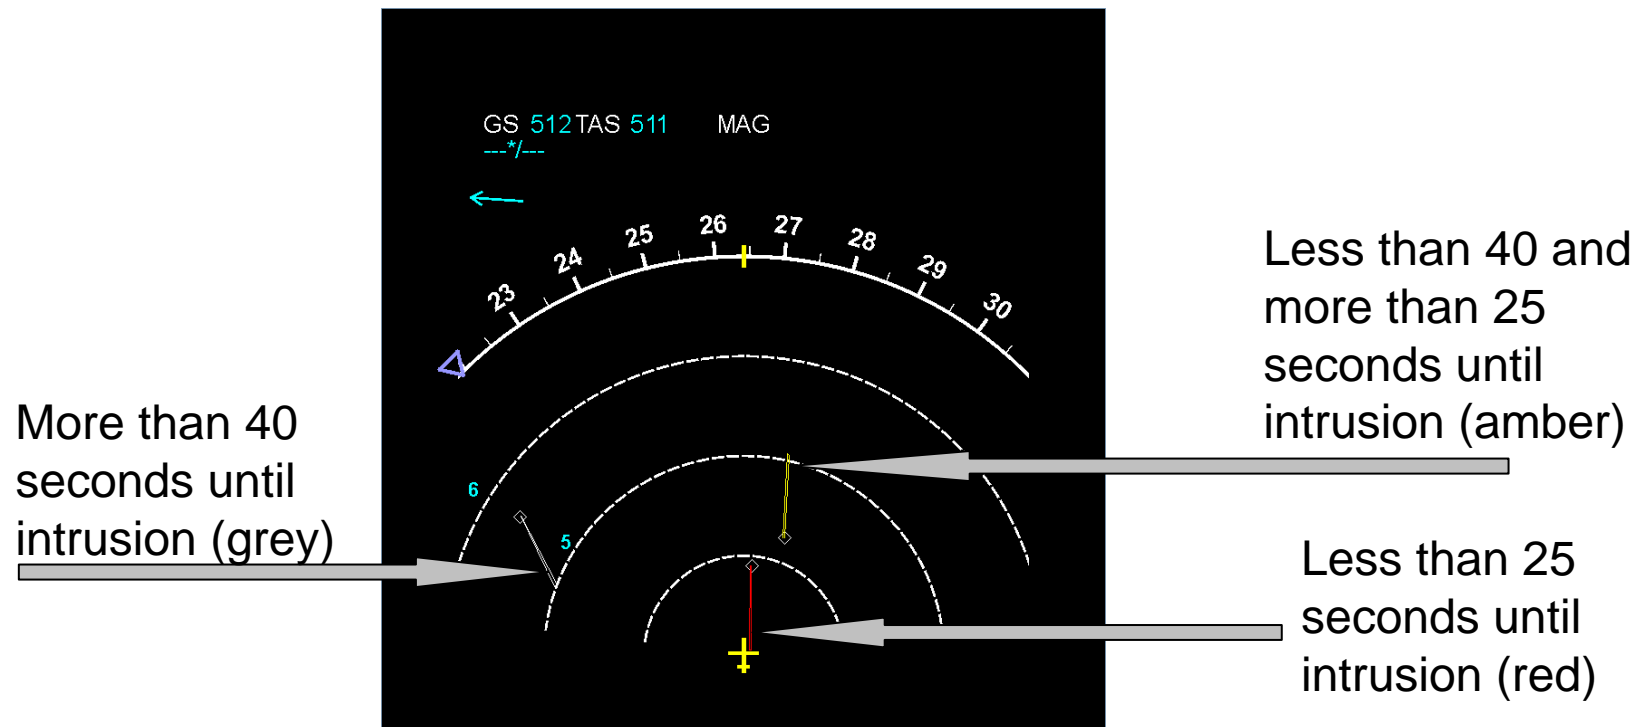 GS 512 TAS 511 MAG
---*/---
23 24 25 26 27 28 29 30
6
5
More than 40
seconds until
intrusion (grey)
Less than 40 and
more than 25
seconds until
intrusion (amber)
Less than 25
seconds until
intrusion (red)